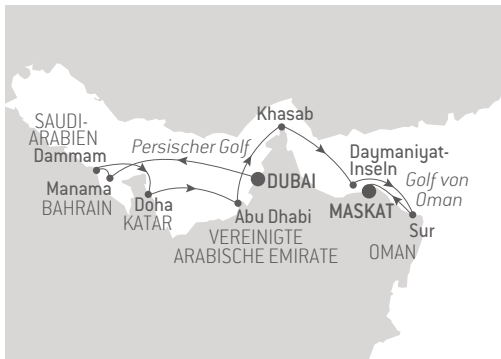 Khasab
SAUDI-
ARABIEN
Dammam
Persischer Golf
Daymaniyat-
Inseln
Manama
BAHRAIN
DUBAI
Golf von
Oman
Doha
KATAR
MASKAT
Abu Dhabi
VEREINIGTE
ARABISCHE EMIRATE
Sur
OMAN